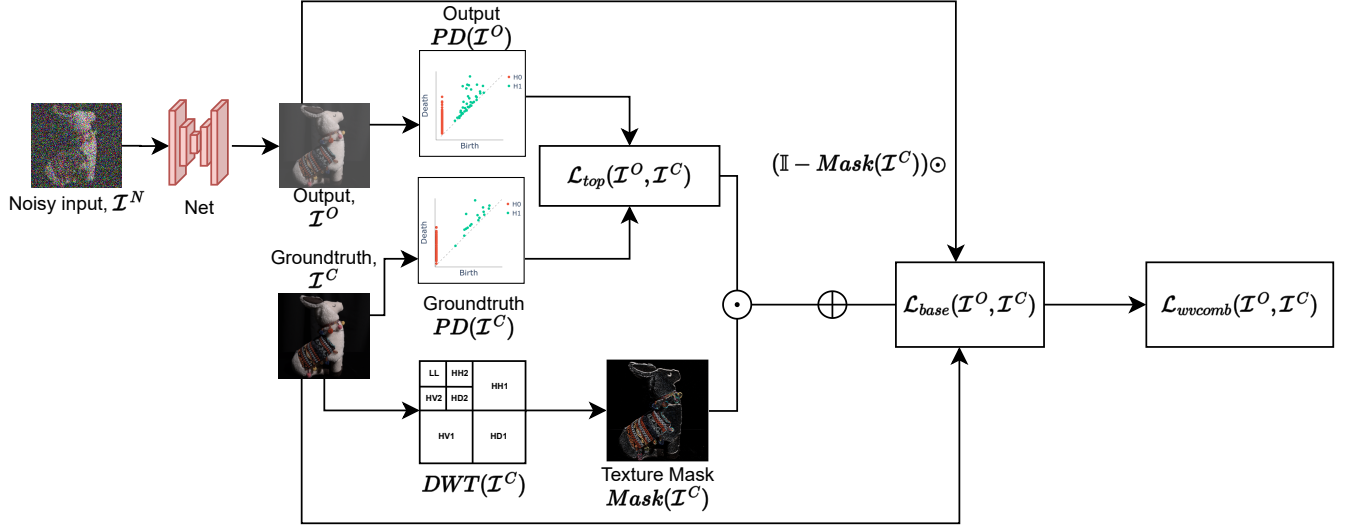 Output
PD(I^O)
Death
H0
H1
Birth
Noisy input, I^N
Net
Output,
I^O
L_top(I^O, I^C)
(𝕀 − Mask(I^C))⊙
Death
H0
H1
Birth
Groundtruth,
I^C
Groundtruth
PD(I^C)
L_base(I^O, I^C)
L_wvcomb(I^O, I^C)
LL
HH2
HH1
HV2
HD2
HV1
HD1
DWT(I^C)
Texture Mask
Mask(I^C)